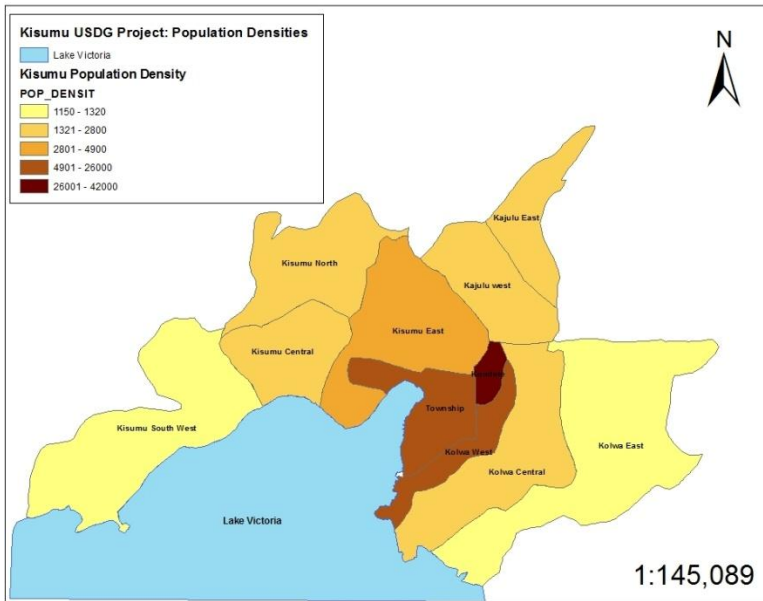 Kisumu USDG Project: Population Densities
Lake Victoria
Kisumu Population Density
POP_DENSIT
1150 - 1320
1321 - 2800
2801 - 4900
4901 - 26000
26001 - 42000
N
Kajulu East
Kisumu North
Kajulu west
Kisumu East
Kisumu Central
Township
Kisumu South West
Kolwa East
Kolwa West
Kolwa Central
Lake Victoria
1:145,089